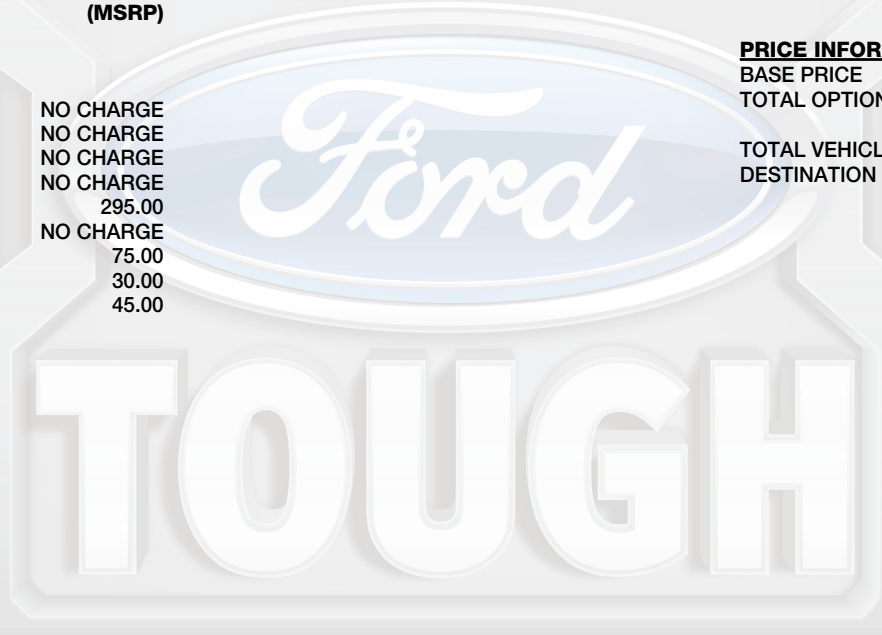 (MSRP)
NO CHARGE
NO CHARGE
NO CHARGE
NO CHARGE
295.00
NO CHARGE
75.00
30.00
45.00
PRICE INFOR
BASE PRICE
TOTAL OPTION
TOTAL VEHICL
DESTINATION
Ford
TOUGH